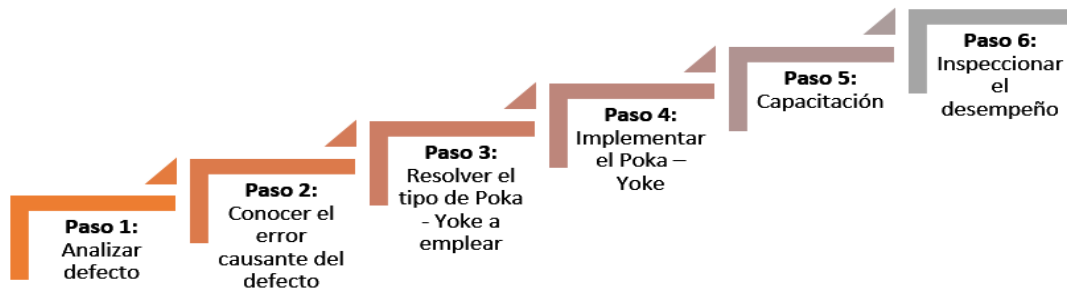 Paso 1:
Analizar
defecto
Paso 2:
Conocer el
error
causante del
defecto
Paso 3:
Resolver el
tipo de Poka
- Yoke a
emplear
Paso 4:
Implementar
el Poka –
Yoke
Paso 5:
Capacitación
Paso 6:
Inspeccionar
el
desempeño